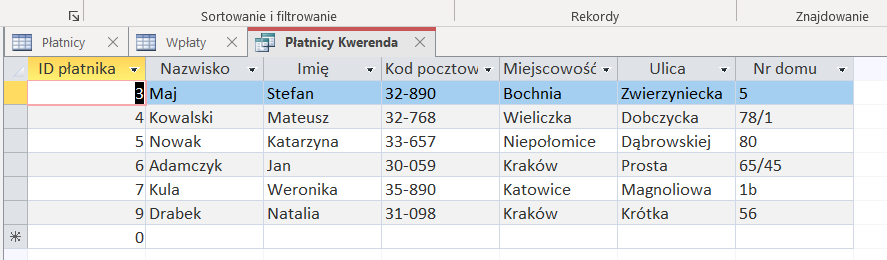 Sortowanie i filtrowanie Rekordy Znajdowanie
Płatnicy Wpłaty Płatnicy Kwerenda
ID płatnika Nazwisko Imię Kod pocztow Miejscowość Ulica Nr domu
3 Maj Stefan 32-890 Bochnia Zwierzyniecka 5
4 Kowalski Mateusz 32-768 Wieliczka Dobczycka 78/1
5 Nowak Katarzyna 33-657 Niepołomice Dąbrowskiej 80
6 Adamczyk Jan 30-059 Kraków Prosta 65/45
7 Kula Weronika 35-890 Katowice Magnoliowa 1b
9 Drabek Natalia 31-098 Kraków Krótka 56
0